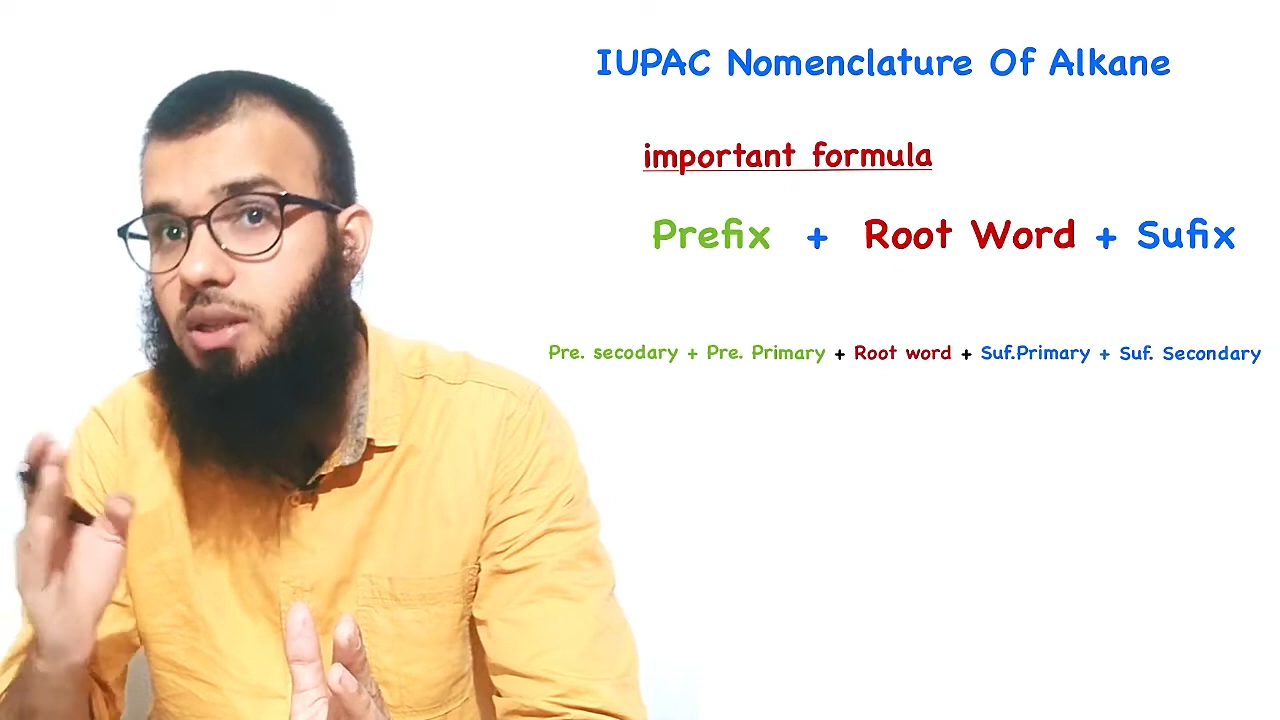 IUPAC Nomenclature Of Alkane
important formula
Prefix + Root Word + Sufix
Pre. secodary + Pre. Primary + Root word + Suf.Primary + Suf. Secondary